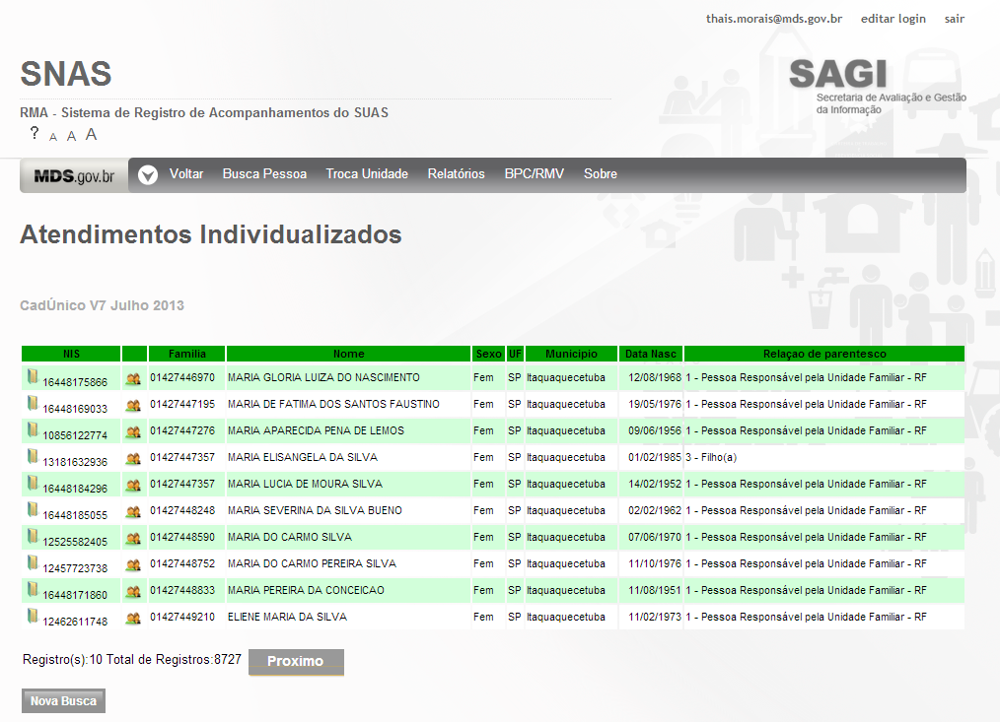 thais.morais@mds.gov.br editar login sair
SNAS
SAGI
Secretaria de Avaliação e Gestão
da Informação
RMA - Sistema de Registro de Acompanhamentos do SUAS
? A A A
MDS.gov.br Voltar Busca Pessoa Troca Unidade Relatórios BPC/RMV Sobre
Atendimentos Individualizados
CadÚnico V7 Julho 2013
NIS Familia Nome Sexo UF Municipio Data Nasc Relaçao de parentesco
16448175866 01427446970 MARIA GLORIA LUIZA DO NASCIMENTO Fem SP Itaquaquecetuba 12/08/1968 1 - Pessoa Responsável pela Unidade Familiar - RF
16448169033 01427447195 MARIA DE FATIMA DOS SANTOS FAUSTINO Fem SP Itaquaquecetuba 19/05/1976 1 - Pessoa Responsável pela Unidade Familiar - RF
10856122774 01427447276 MARIA APARECIDA PENA DE LEMOS Fem SP Itaquaquecetuba 09/06/1956 1 - Pessoa Responsável pela Unidade Familiar - RF
13181632936 01427447357 MARIA ELISANGELA DA SILVA Fem SP Itaquaquecetuba 01/02/1985 3 - Filho(a)
16448184296 01427447357 MARIA LUCIA DE MOURA SILVA Fem SP Itaquaquecetuba 14/02/1952 1 - Pessoa Responsável pela Unidade Familiar - RF
16448185055 01427448248 MARIA SEVERINA DA SILVA BUENO Fem SP Itaquaquecetuba 02/02/1962 1 - Pessoa Responsável pela Unidade Familiar - RF
12525582405 01427448590 MARIA DO CARMO SILVA Fem SP Itaquaquecetuba 07/06/1970 1 - Pessoa Responsável pela Unidade Familiar - RF
12457723738 01427448752 MARIA DO CARMO PEREIRA SILVA Fem SP Itaquaquecetuba 11/10/1976 1 - Pessoa Responsável pela Unidade Familiar - RF
16448171860 01427448833 MARIA PEREIRA DA CONCEICAO Fem SP Itaquaquecetuba 11/08/1951 1 - Pessoa Responsável pela Unidade Familiar - RF
12462611748 01427449210 ELIENE MARIA DA SILVA Fem SP Itaquaquecetuba 11/02/1973 1 - Pessoa Responsável pela Unidade Familiar - RF
Registro(s):10 Total de Registros:8727 Proximo
Nova Busca